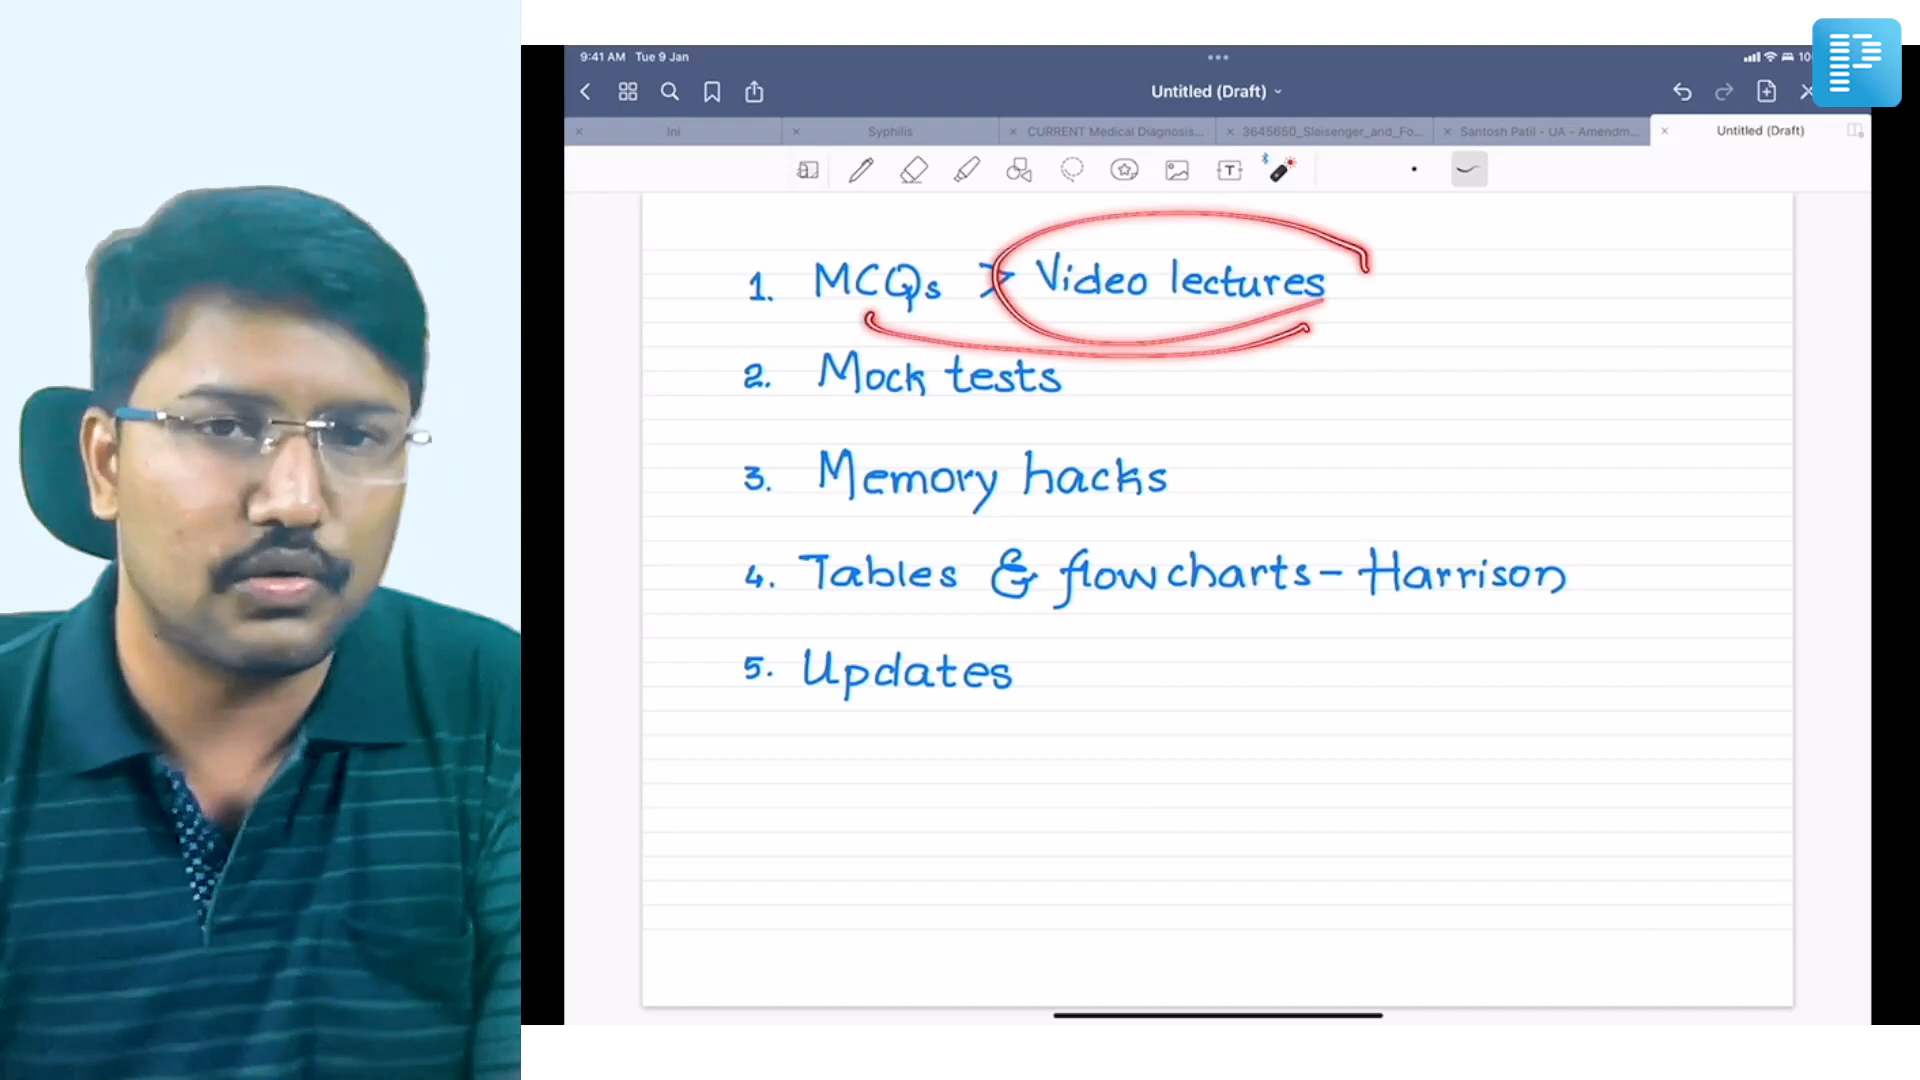 9:41 AM Tue 9 Jan
Untitled (Draft)
Ini
Syphilis
CURRENT Medical Diagnosis...
3645650_Sleisenger_and_Fo...
Santosh Patil - UA - Amendm...
Untitled (Draft)
1. MCQs > Video lectures
2. Mock tests
3. Memory hacks
4. Tables & flowcharts - Harrison
5. Updates